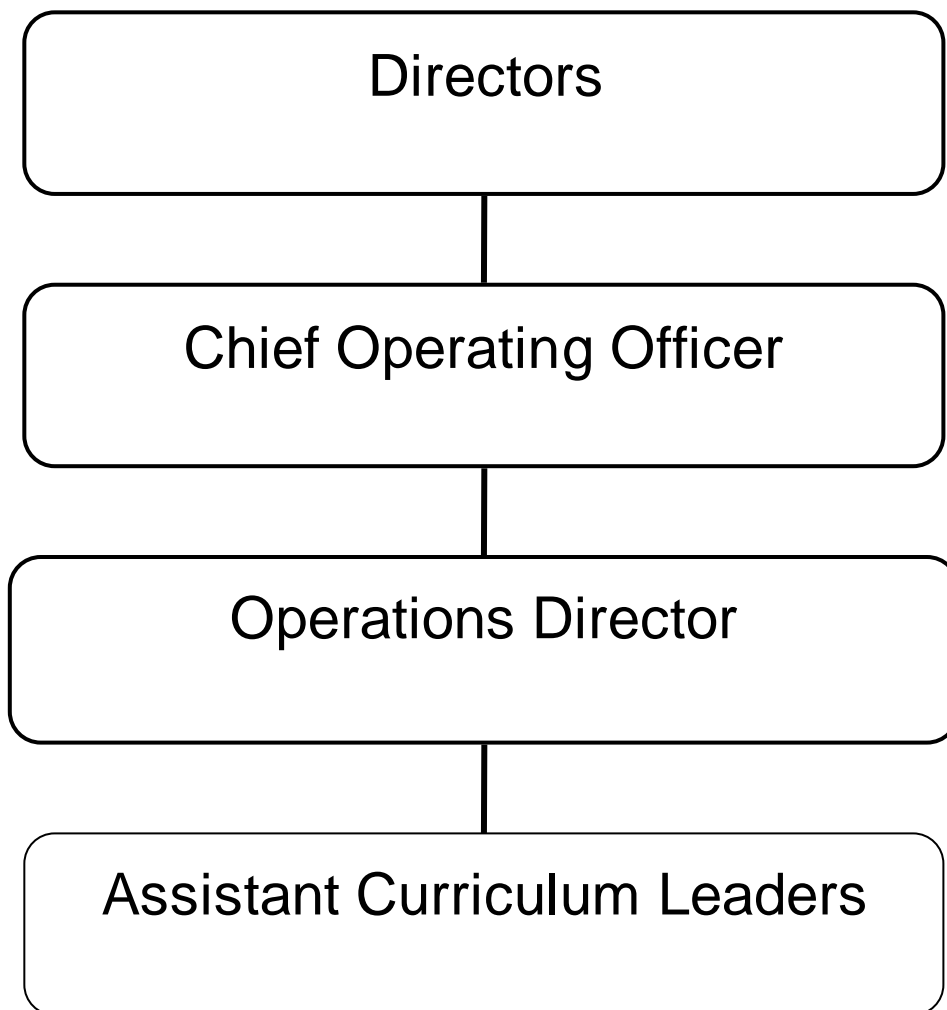 Directors
Chief Operating Officer
Operations Director
Assistant Curriculum Leaders